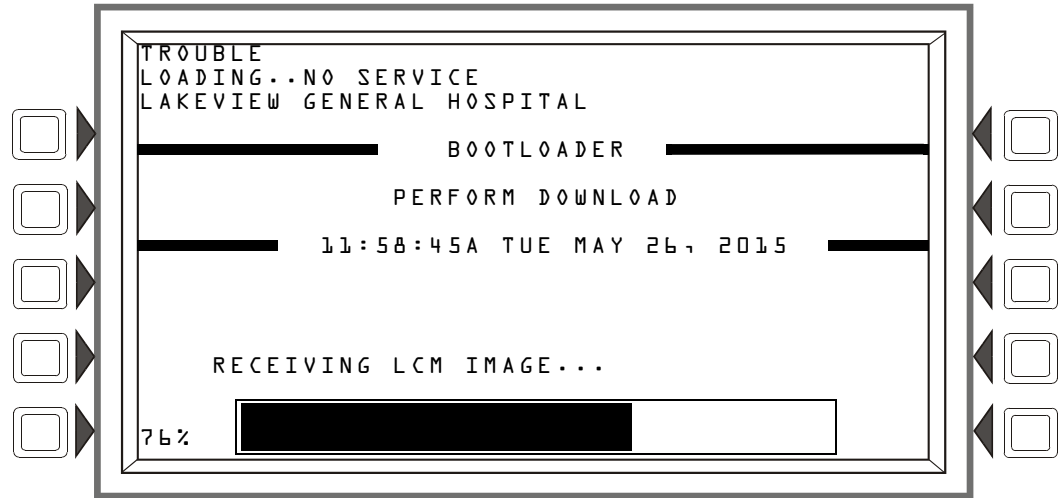 TROUBLE
LOADING..NO SERVICE
LAKEVIEW GENERAL HOSPITAL
BOOTLOADER
PERFORM DOWNLOAD
11:58:45A TUE MAY 26, 2015
RECEIVING LCM IMAGE...
76%